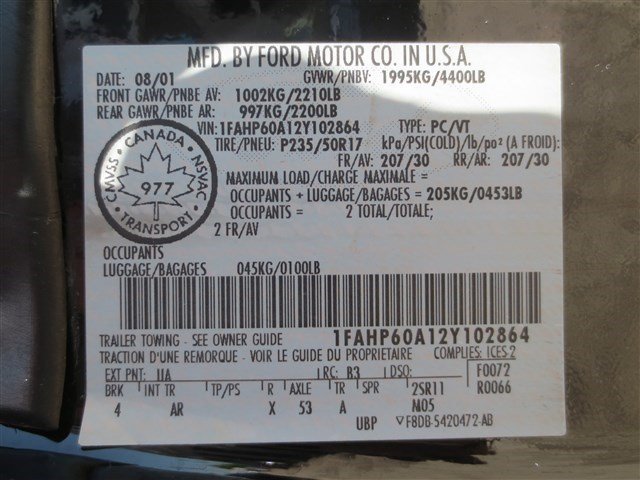 MFD. BY FORD MOTOR CO. IN U.S.A.
DATE: 08/01 GVWR/PNBV: 1995KG/4400LB
FRONT GAWR/PNBE AV: 1002KG/2210LB
REAR GAWR/PNBE AR: 997KG/2200LB
VIN:1FAHP60A12Y102864 TYPE: PC/VT
TIRE/PNEU: P235/50R17 kPa/PSI(COLD)/lb/po² (A FROID):
FR/AV: 207/30 RR/AR: 207/30
CANADA
CMVSS NSVAC
977
TRANSPORT
MAXIMUM LOAD/CHARGE MAXIMALE =
OCCUPANTS + LUGGAGE/BAGAGES = 205KG/0453LB
OCCUPANTS = 2 TOTAL/TOTALE;
2 FR/AV
OCCUPANTS
LUGGAGE/BAGAGES 045KG/0100LB
TRAILER TOWING - SEE OWNER GUIDE 1FAHP60A12Y102864
TRACTION D'UNE REMORQUE - VOIR LE GUIDE DU PROPRIETAIRE COMPLIES: ICES 2
EXT PNT: UA RC: B3 DSO: F0072
BRK INT TR TP/PS R AXLE TR SPR 2SR11 R0066
4 AR X 53 A M05
UBP F8DB-5420472-AB